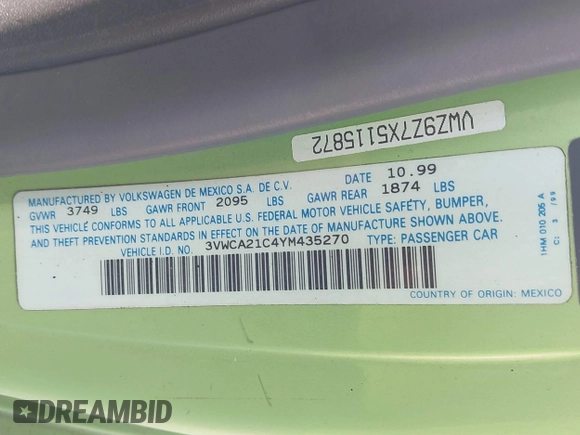 VWZ9Z7X5115872
MANUFACTURED BY VOLKSWAGEN DE MEXICO S.A. DE C.V. DATE 10.99
GVWR 3749 LBS GAWR FRONT 2095 LBS GAWR REAR 1874 LBS
THIS VEHICLE CONFORMS TO ALL APPLICABLE U.S. FEDERAL MOTOR VEHICLE SAFETY, BUMPER,
AND THEFT PREVENTION STANDARDS IN EFFECT ON THE DATE OF MANUFACTURE SHOWN ABOVE.
VEHICLE I.D. NO. 3VWCA21C4YM435270 TYPE: PASSENGER CAR
COUNTRY OF ORIGIN: MEXICO
1HM 010 205 A
C: 3 / 99
DREAMBID